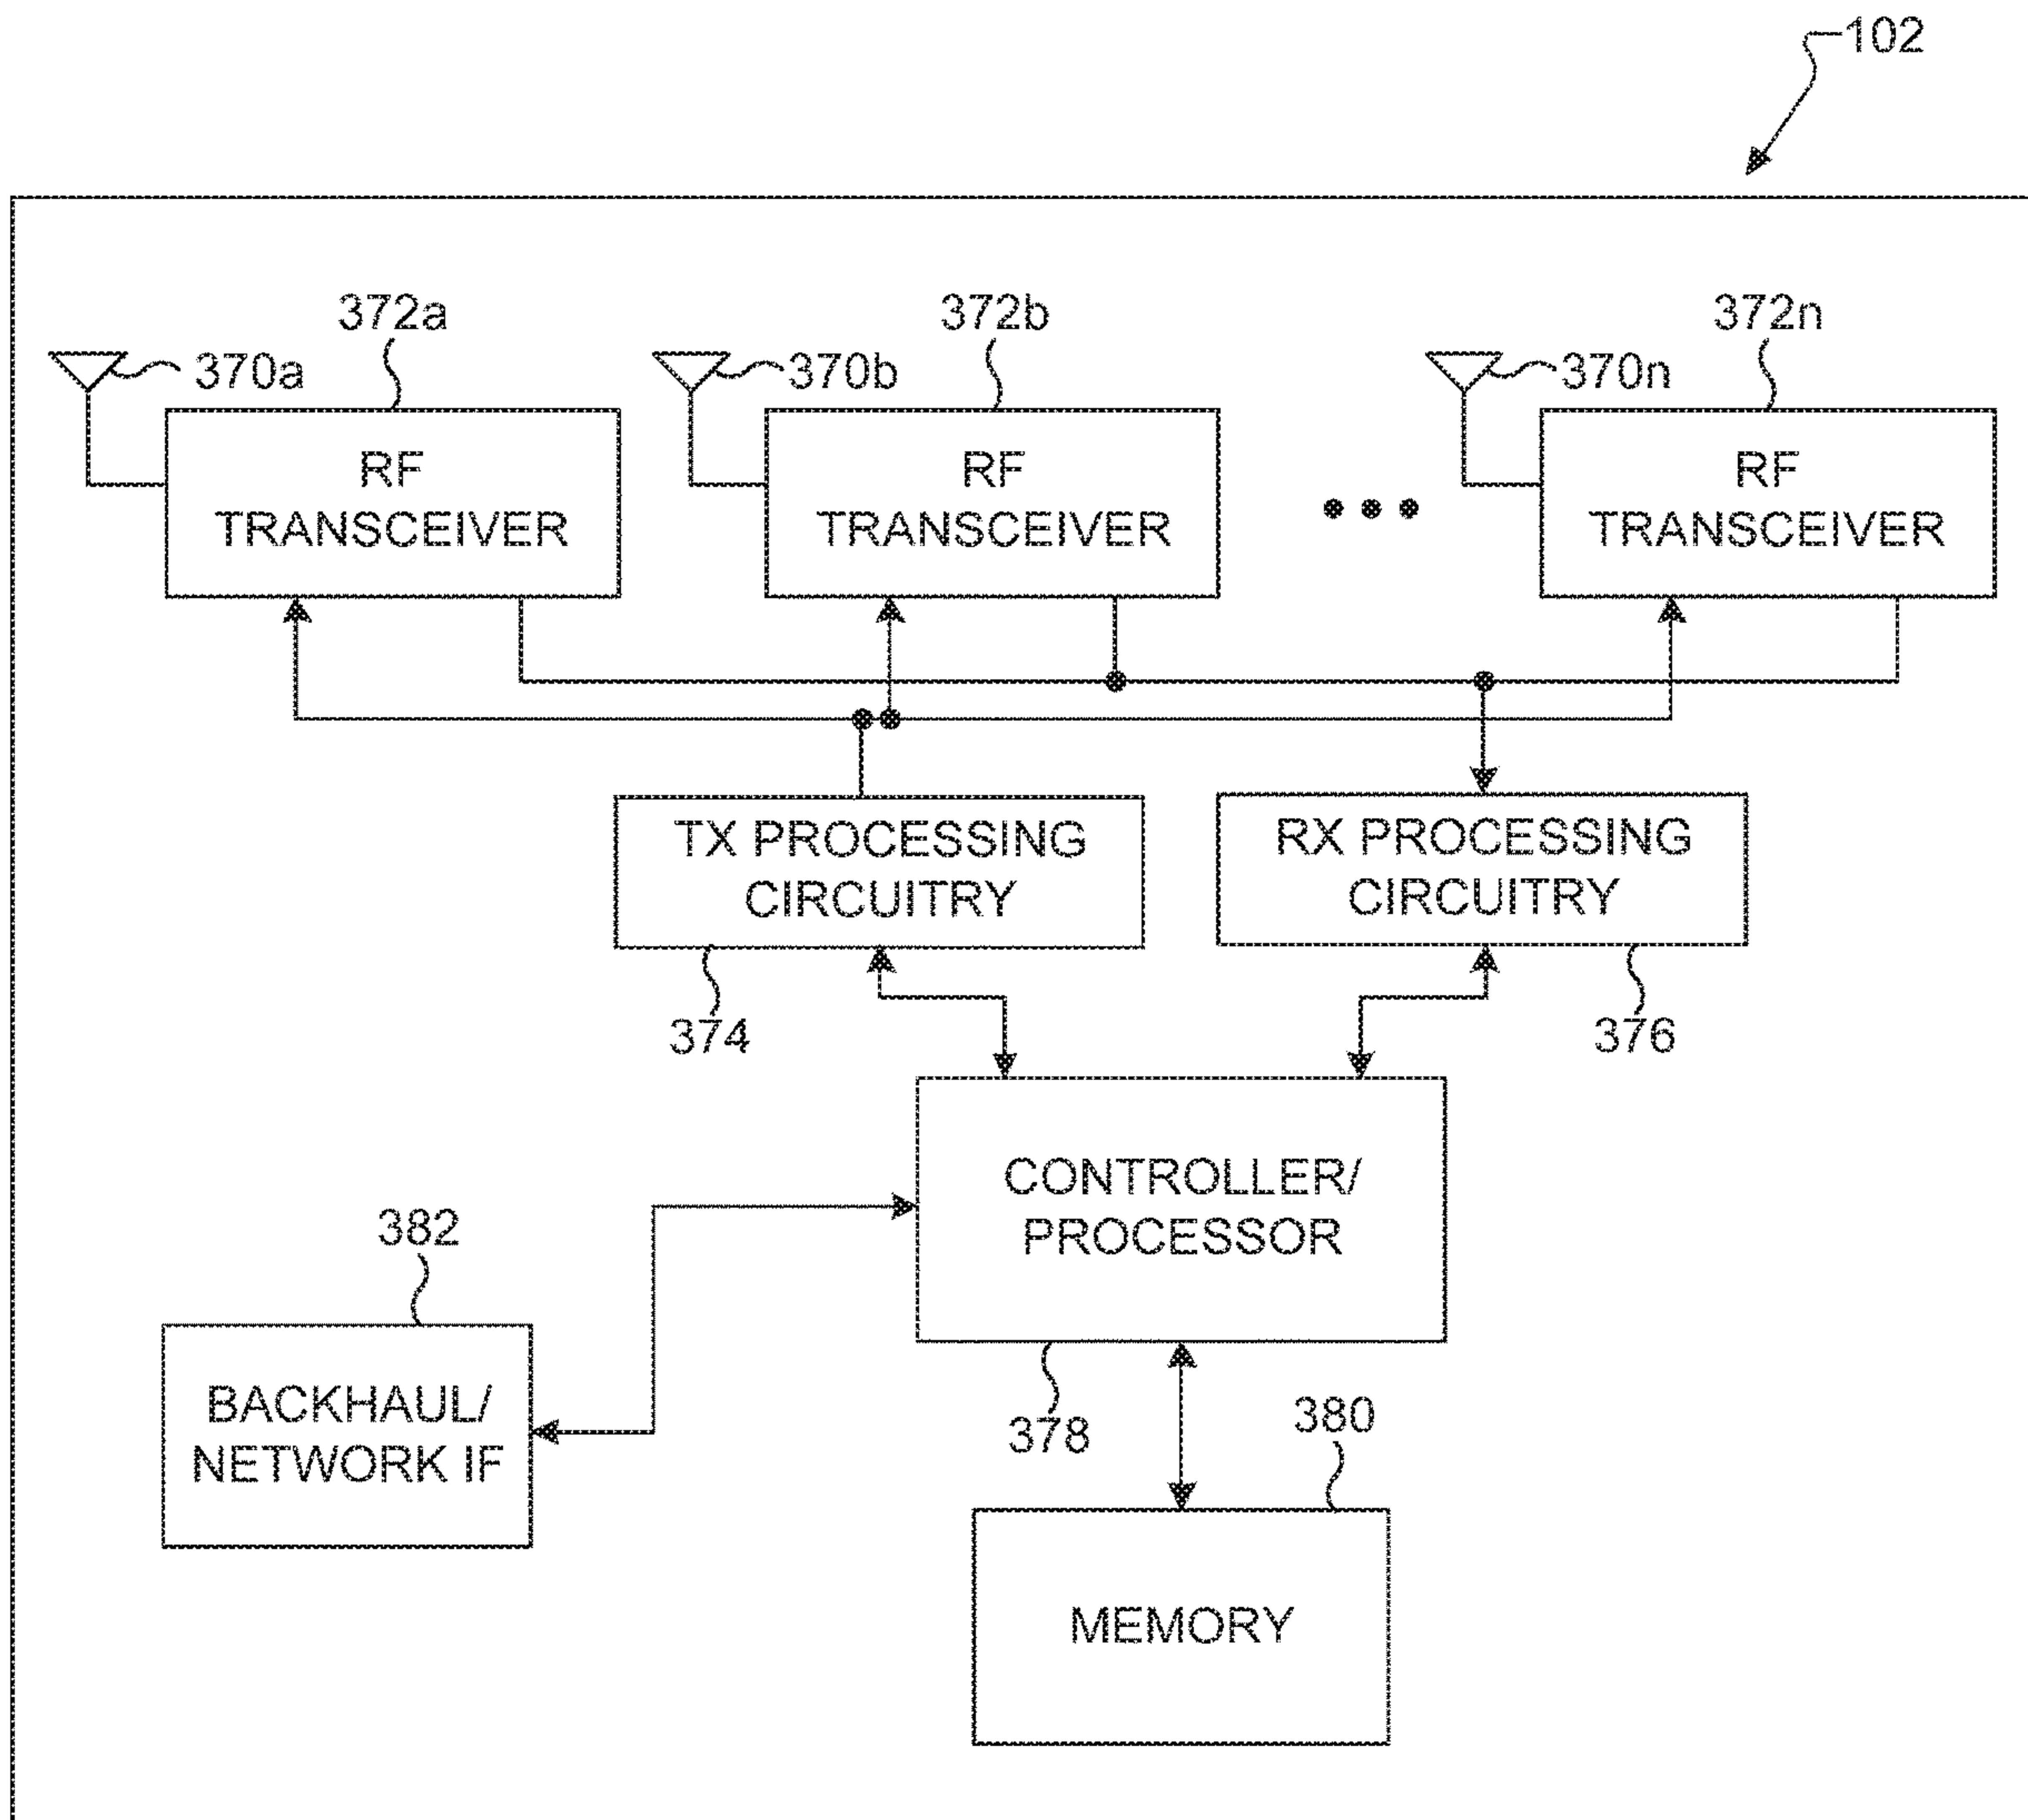 102
372a
372b
372n
370a
370b
370n
RF
TRANSCEIVER
RF
TRANSCEIVER
RF
TRANSCEIVER
TX PROCESSING
CIRCUITRY
RX PROCESSING
CIRCUITRY
374
376
CONTROLLER/
PROCESSOR
382
BACKHAUL/
NETWORK IF
378
380
MEMORY